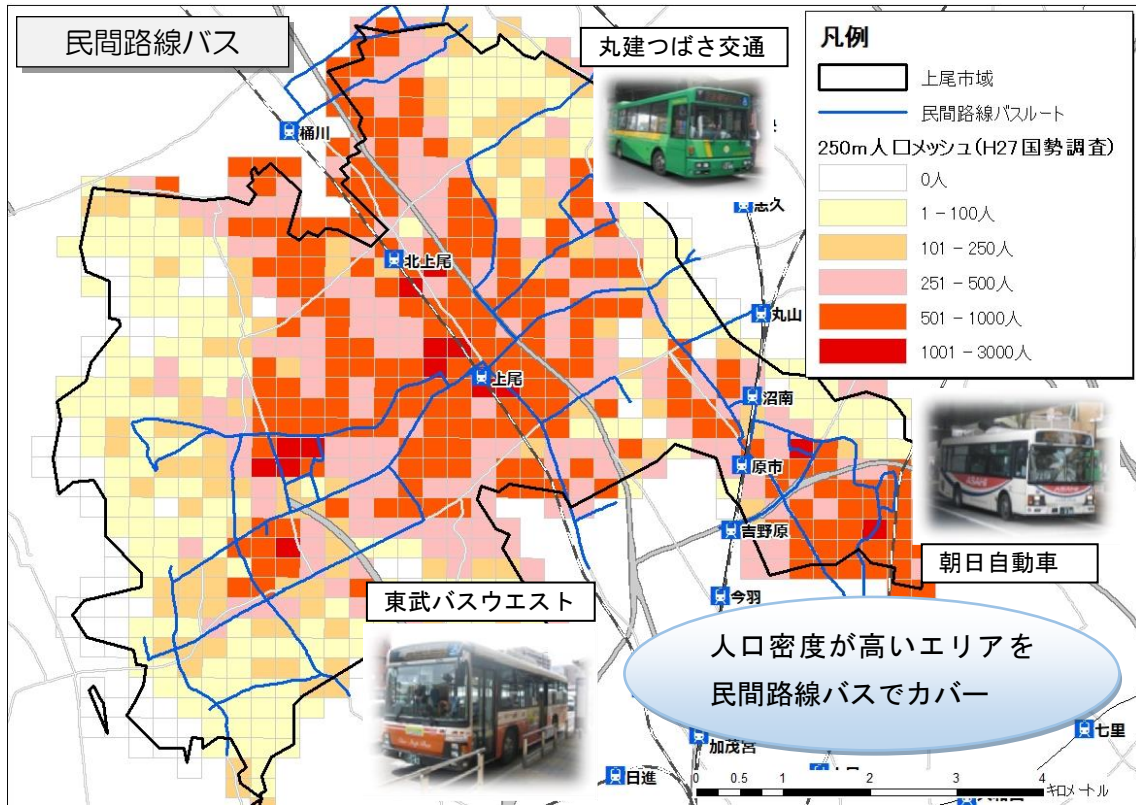 民間路線バス
丸建つばさ交通
凡例
上尾市域
民間路線バスルート
250m人口メッシュ(H27国勢調査)
0人
1 - 100人
101 - 250人
251 - 500人
501 - 1000人
1001 - 3000人
桶川
志久
北上尾
丸山
上尾
沼南
原市
吉野原
朝日自動車
今羽
東武バスウエスト
人口密度が高いエリアを
民間路線バスでカバー
加茂宮
七里
日進
0 0.5 1 2 3 4
キロメートル